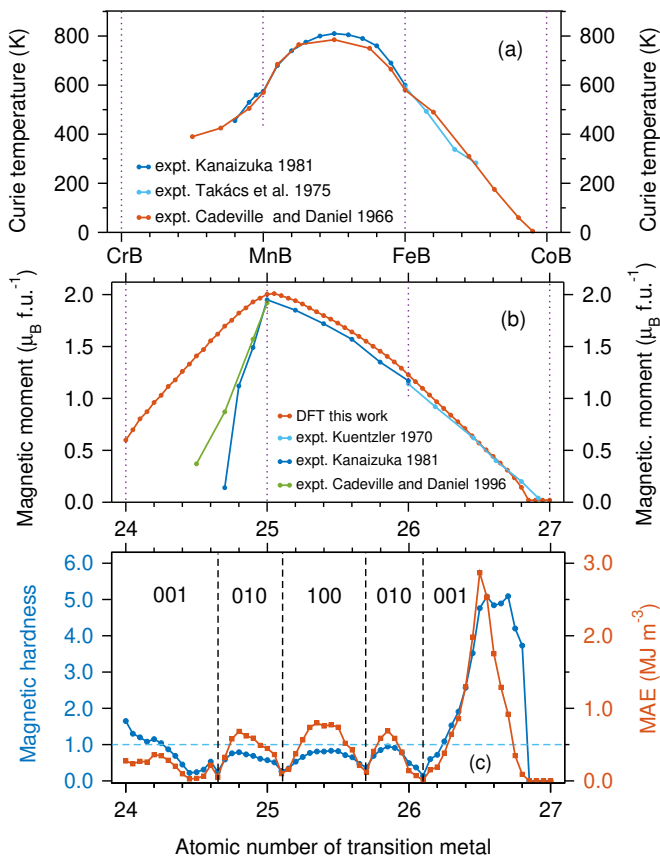 Curie temperature (K)
800
600
400
200
0
(a)
expt. Kanaizuka 1981
expt. Takács et al. 1975
expt. Cadeville and Daniel 1966
800
600
400
200
0
Curie temperature (K)
CrB MnB FeB CoB
Magnetic moment (μB f.u.-1)
2.0
1.5
1.0
0.5
0.0
(b)
DFT this work
expt. Kuentzler 1970
expt. Kanaizuka 1981
expt. Cadeville and Daniel 1996
2.0
1.5
1.0
0.5
0.0
Magnetic moment (μB f.u.-1)
24 25 26 27
Magnetic hardness
6.0
5.0
4.0
3.0
2.0
1.0
0.0
001 010 100 010 001
(c)
3.0
2.0
1.0
0.0
MAE (MJ m-3)
24 25 26 27
Atomic number of transition metal